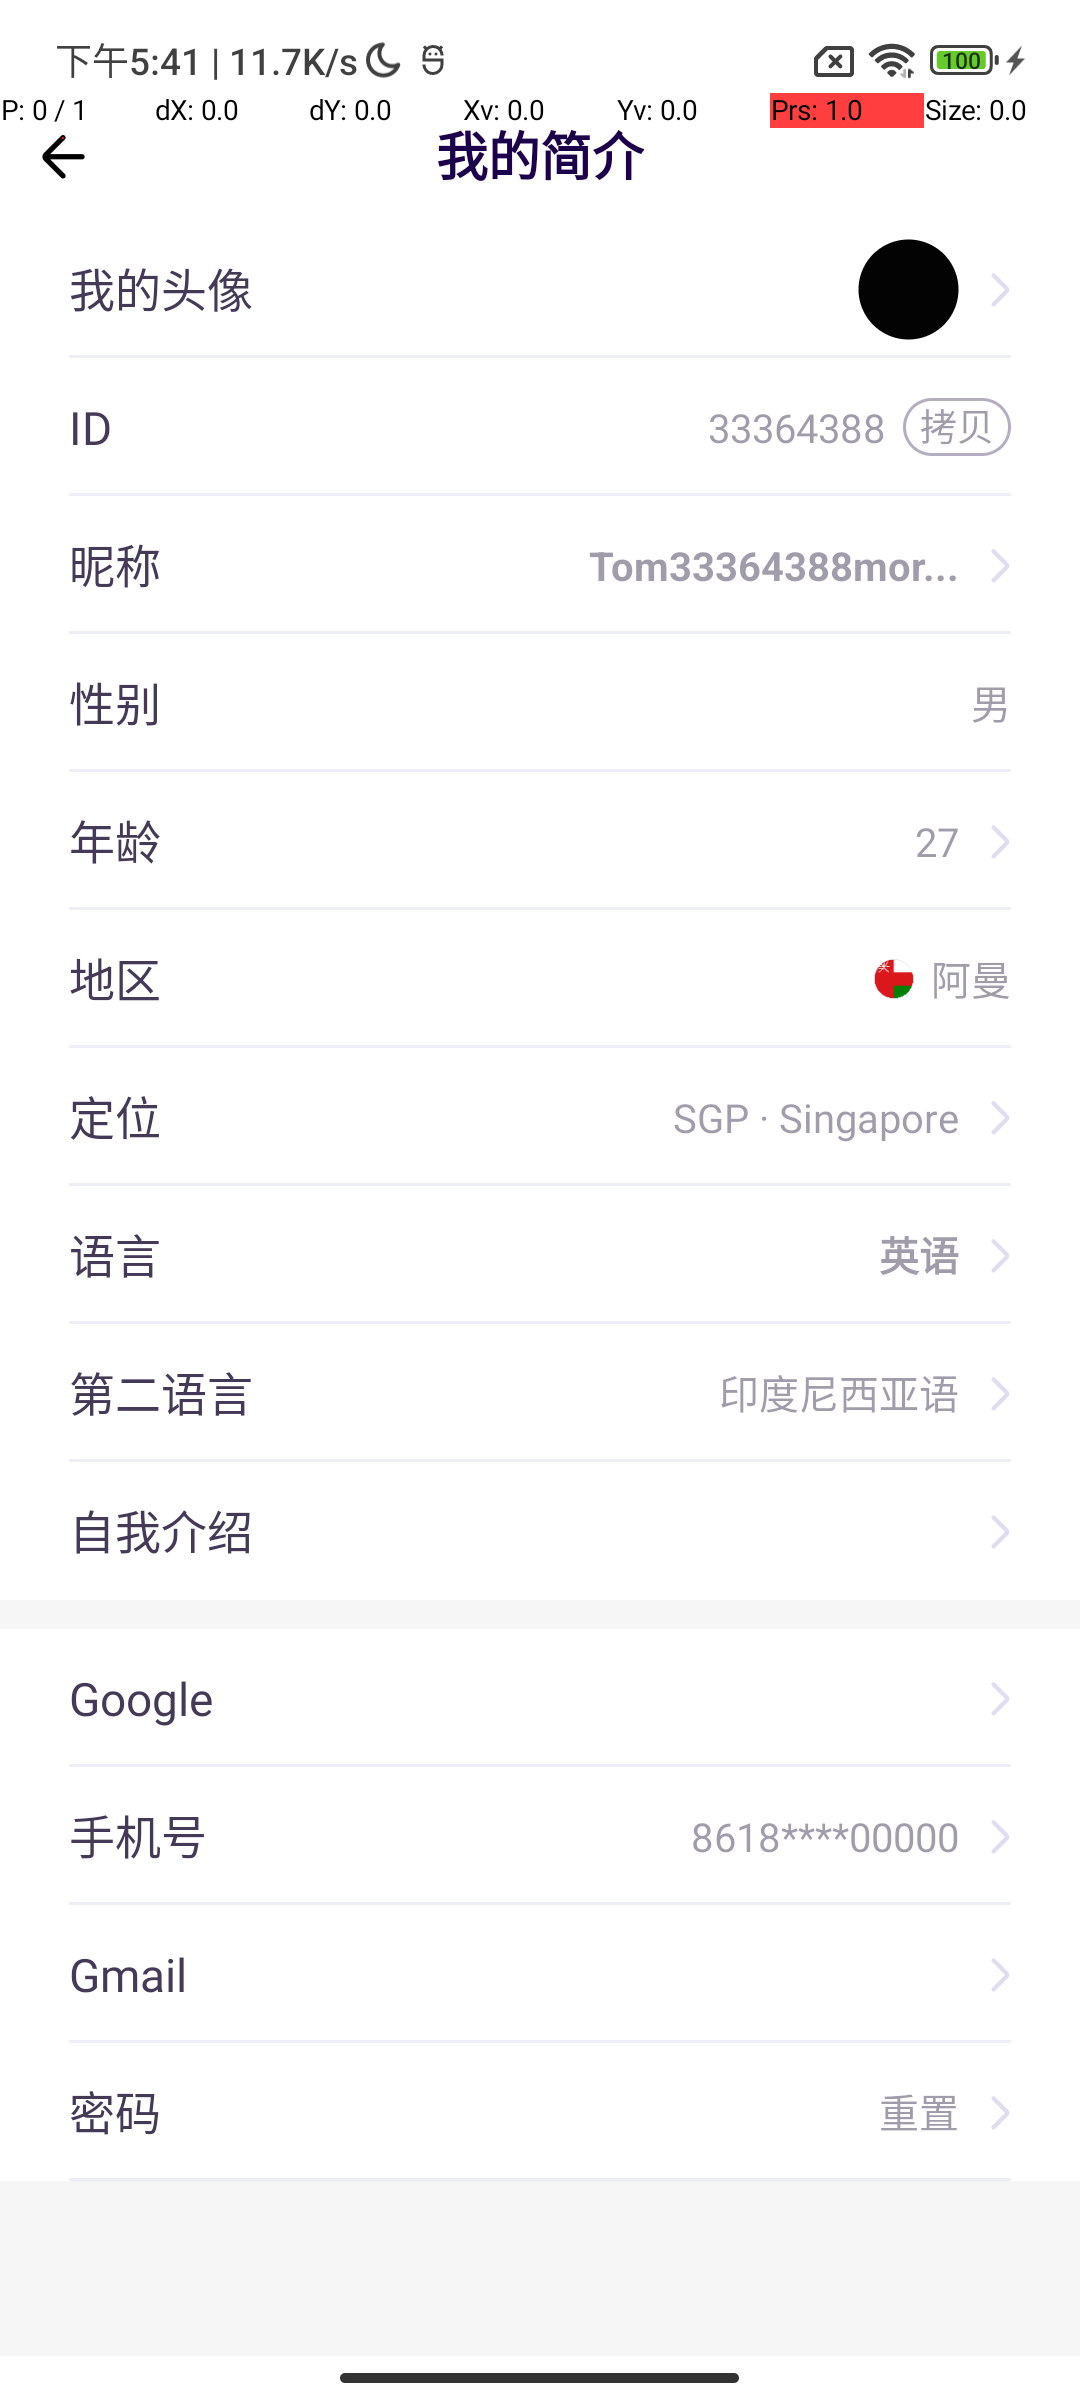 下午5:41 | 11.7K/s 100
P: 0 / 1 dX: 0.0 dY: 0.0 Xv: 0.0 Yv: 0.0 Prs: 1.0 Size: 0.0
我的简介
我的头像
ID 33364388 拷贝
昵称 Tom33364388mor...
性别 男
年龄 27
地区 阿曼
定位 SGP · Singapore
语言 英语
第二语言 印度尼西亚语
自我介绍
Google
手机号 8618****00000
Gmail
密码 重置